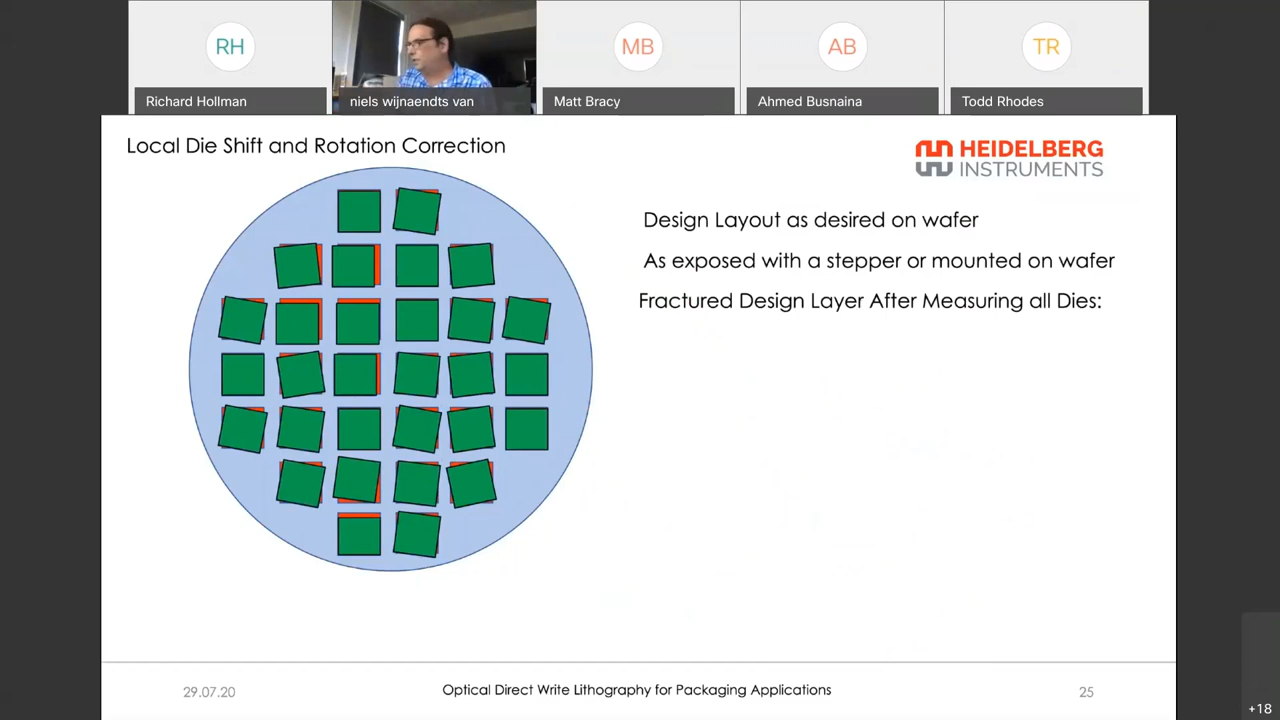 RH
MB
AB
TR
Richard Hollman
niels wijnaendts van
Matt Bracy
Ahmed Busnaina
Todd Rhodes
Local Die Shift and Rotation Correction
HEIDELBERG
INSTRUMENTS
Design Layout as desired on wafer
As exposed with a stepper or mounted on wafer
Fractured Design Layer After Measuring all Dies:
29.07.20
Optical Direct Write Lithography for Packaging Applications
25
+18